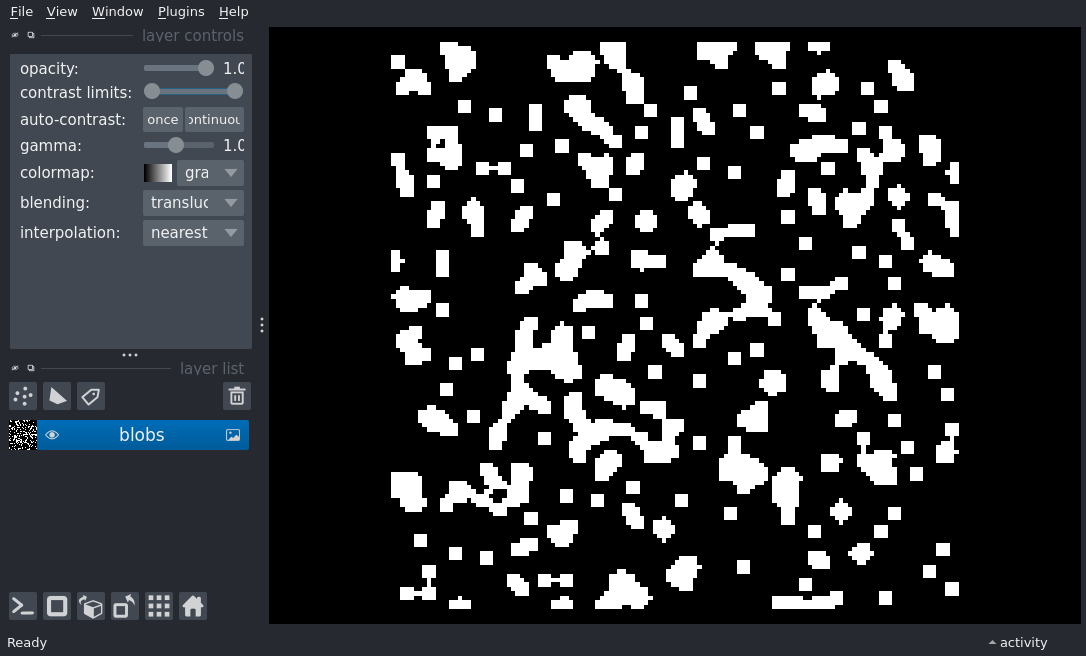 File View Window Plugins Help
layer controls
opacity: 1.0
contrast limits:
auto-contrast: once ontinuou
gamma: 1.0
colormap: gra
blending: transluc
interpolation: nearest
layer list
blobs
Ready
activity